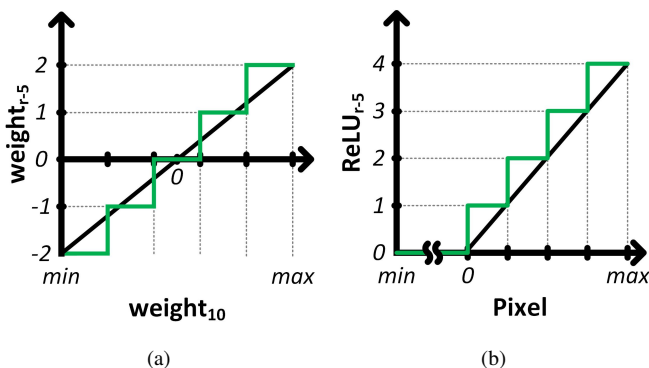 weight_r-5
2
1
0
-1
-2
0
min
max
weight_10
(a)
ReLU_r-5
4
3
2
1
0
min
0
max
Pixel
(b)